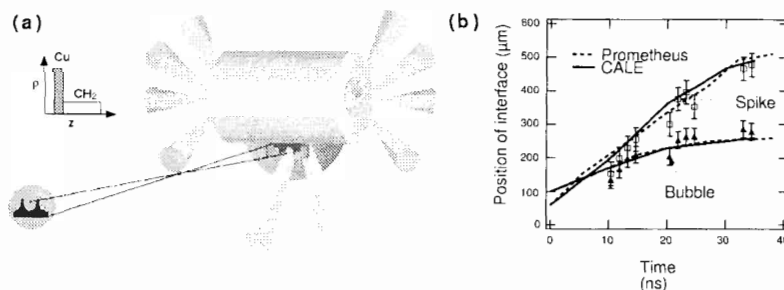 (a)
Cu
ρ
CH₂
z
(b)
Position of interface (μm)
500
400
300
200
100
0
Prometheus
CALE
Spike
Bubble
0
10
20
30
40
Time
(ns)